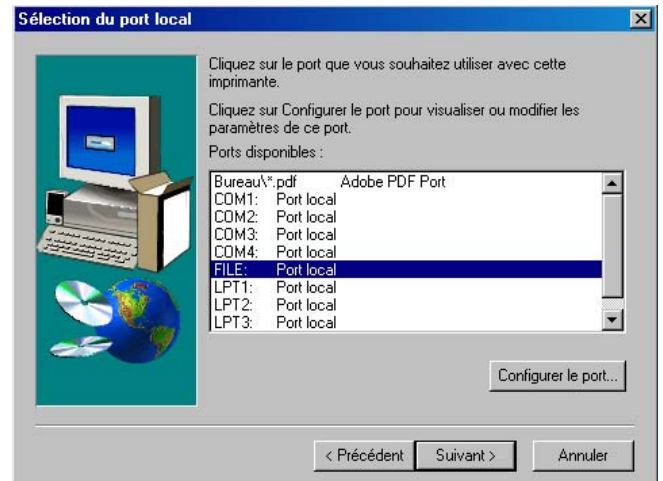 Sélection du port local
Cliquez sur le port que vous souhaitez utiliser avec cette
imprimante.
Cliquez sur Configurer le port pour visualiser ou modifier les
paramètres de ce port.
Ports disponibles :
Bureau\*.pdf Adobe PDF Port
COM1: Port local
COM2: Port local
COM3: Port local
COM4: Port local
FILE: Port local
LPT1: Port local
LPT2: Port local
LPT3: Port local
Configurer le port...
< Précédent Suivant > Annuler